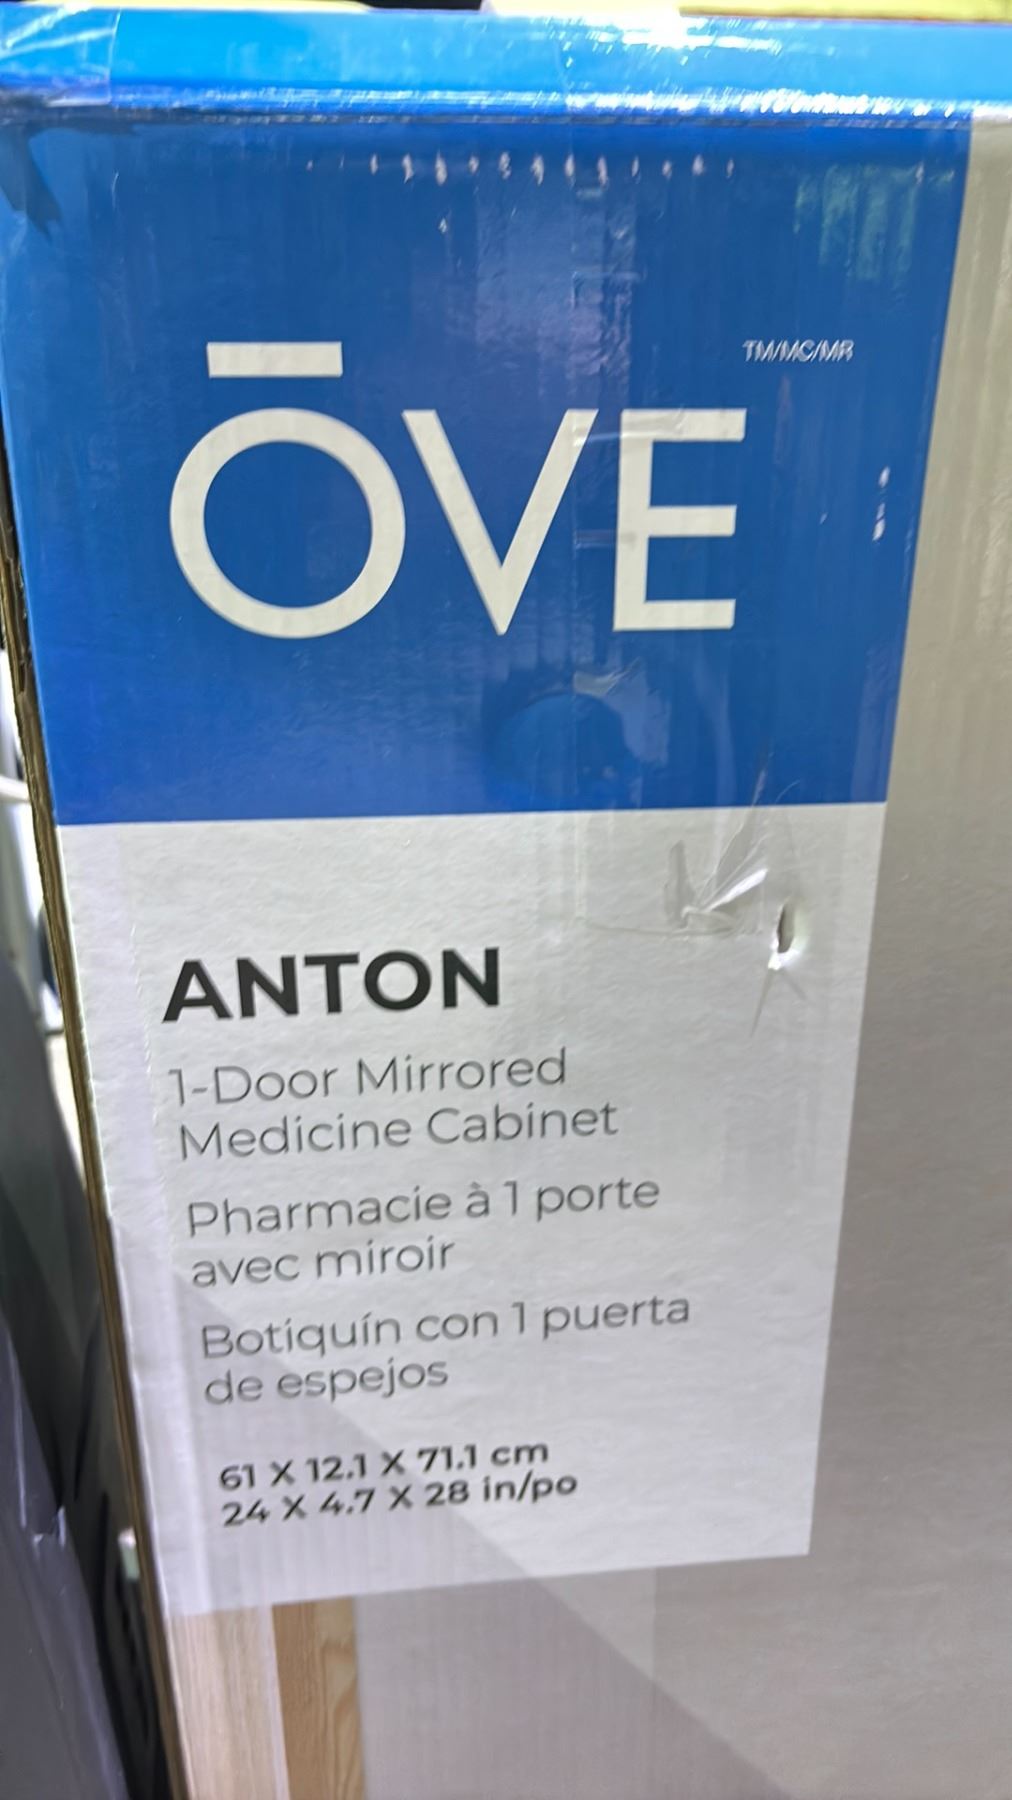 TM/MC/MR
ŌVE
ANTON
1-Door Mirrored
Medicine Cabinet
Pharmacie à 1 porte
avec miroir
Botiquín con 1 puerta
de espejos
61 X 12.1 X 71.1 cm
24 X 4.7 X 28 in/po